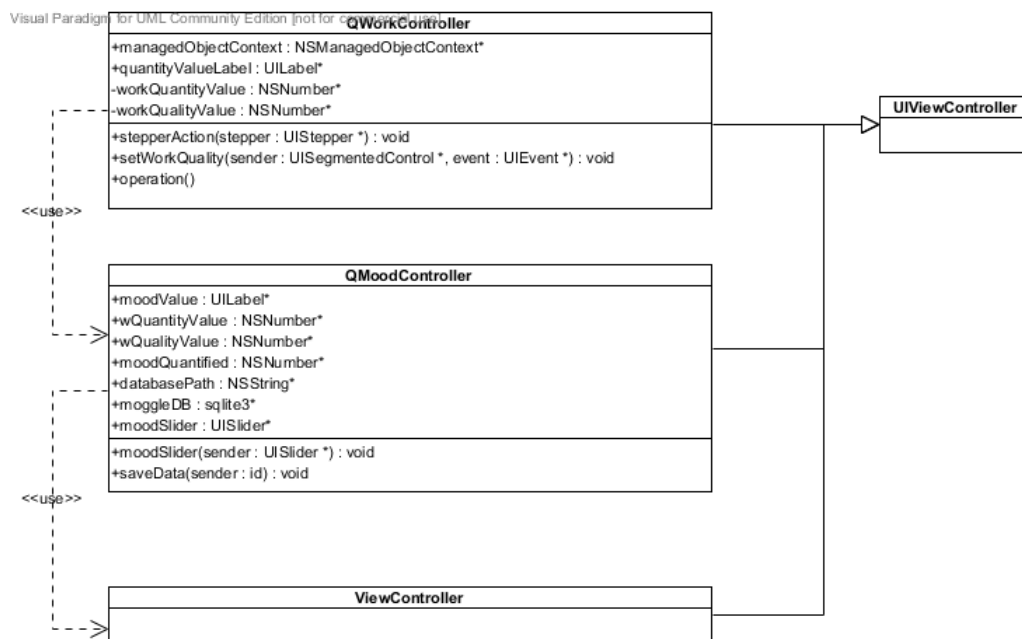 Visual Paradigm for UML Community Edition [not for commercial use]
QWorkController
+managedObjectContext : NSManagedObjectContext*
+quantityValueLabel : UILabel*
-workQuantityValue : NSNumber*
-workQualityValue : NSNumber*
+stepperAction(stepper : UIStepper *) : void
+setWorkQuality(sender : UISegmentedControl *, event : UIEvent *) : void
+operation()
UIViewController
<<use>>
QMoodController
+moodValue : UILabel*
+wQuantityValue : NSNumber*
+wQualityValue : NSNumber*
+moodQuantified : NSNumber*
+databasePath : NSString*
+moggleDB : sqlite3*
+moodSlider : UISlider*
+moodSlider(sender : UISlider *) : void
+saveData(sender : id) : void
<<use>>
ViewController